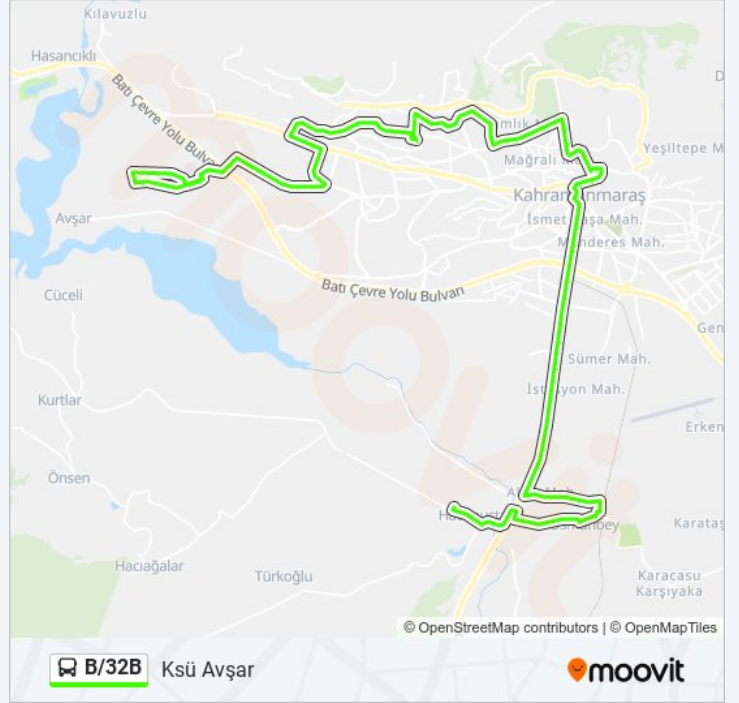 Kılavuzlu
Hasancıklı
Batı Çevre Yolu Bulva
Yeşiltepe M
Mağralı
Kahramanmaraş
Avşar
İsmet Paşa Mah.
Menderes Mah.
Batı Çevre Yolu Bulvarı
Cüceli
Gen
Sümer Mah.
Kurtlar
İstasyon Mah.
Erken
Önsen
Karataş
Hacıağalar
Türkoğlu
Karacasu
Karşıyaka
© OpenStreetMap contributors | © OpenMapTiles
B/32B Ksü Avşar
moovit